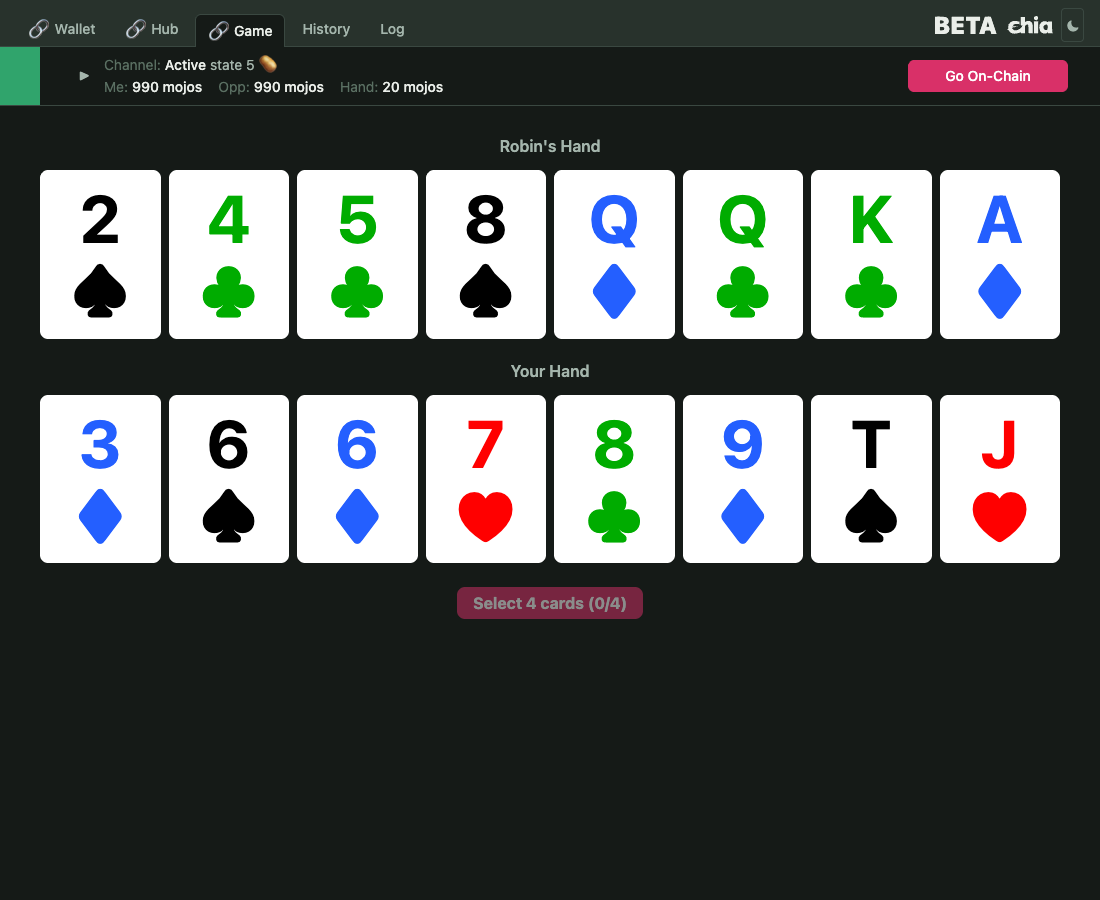 Wallet Hub Game History Log BETA chia
Channel: Active state 5
Me: 990 mojos Opp: 990 mojos Hand: 20 mojos
Go On-Chain
Robin's Hand
2 4 5 8 Q Q K A
Your Hand
3 6 6 7 8 9 T J
Select 4 cards (0/4)